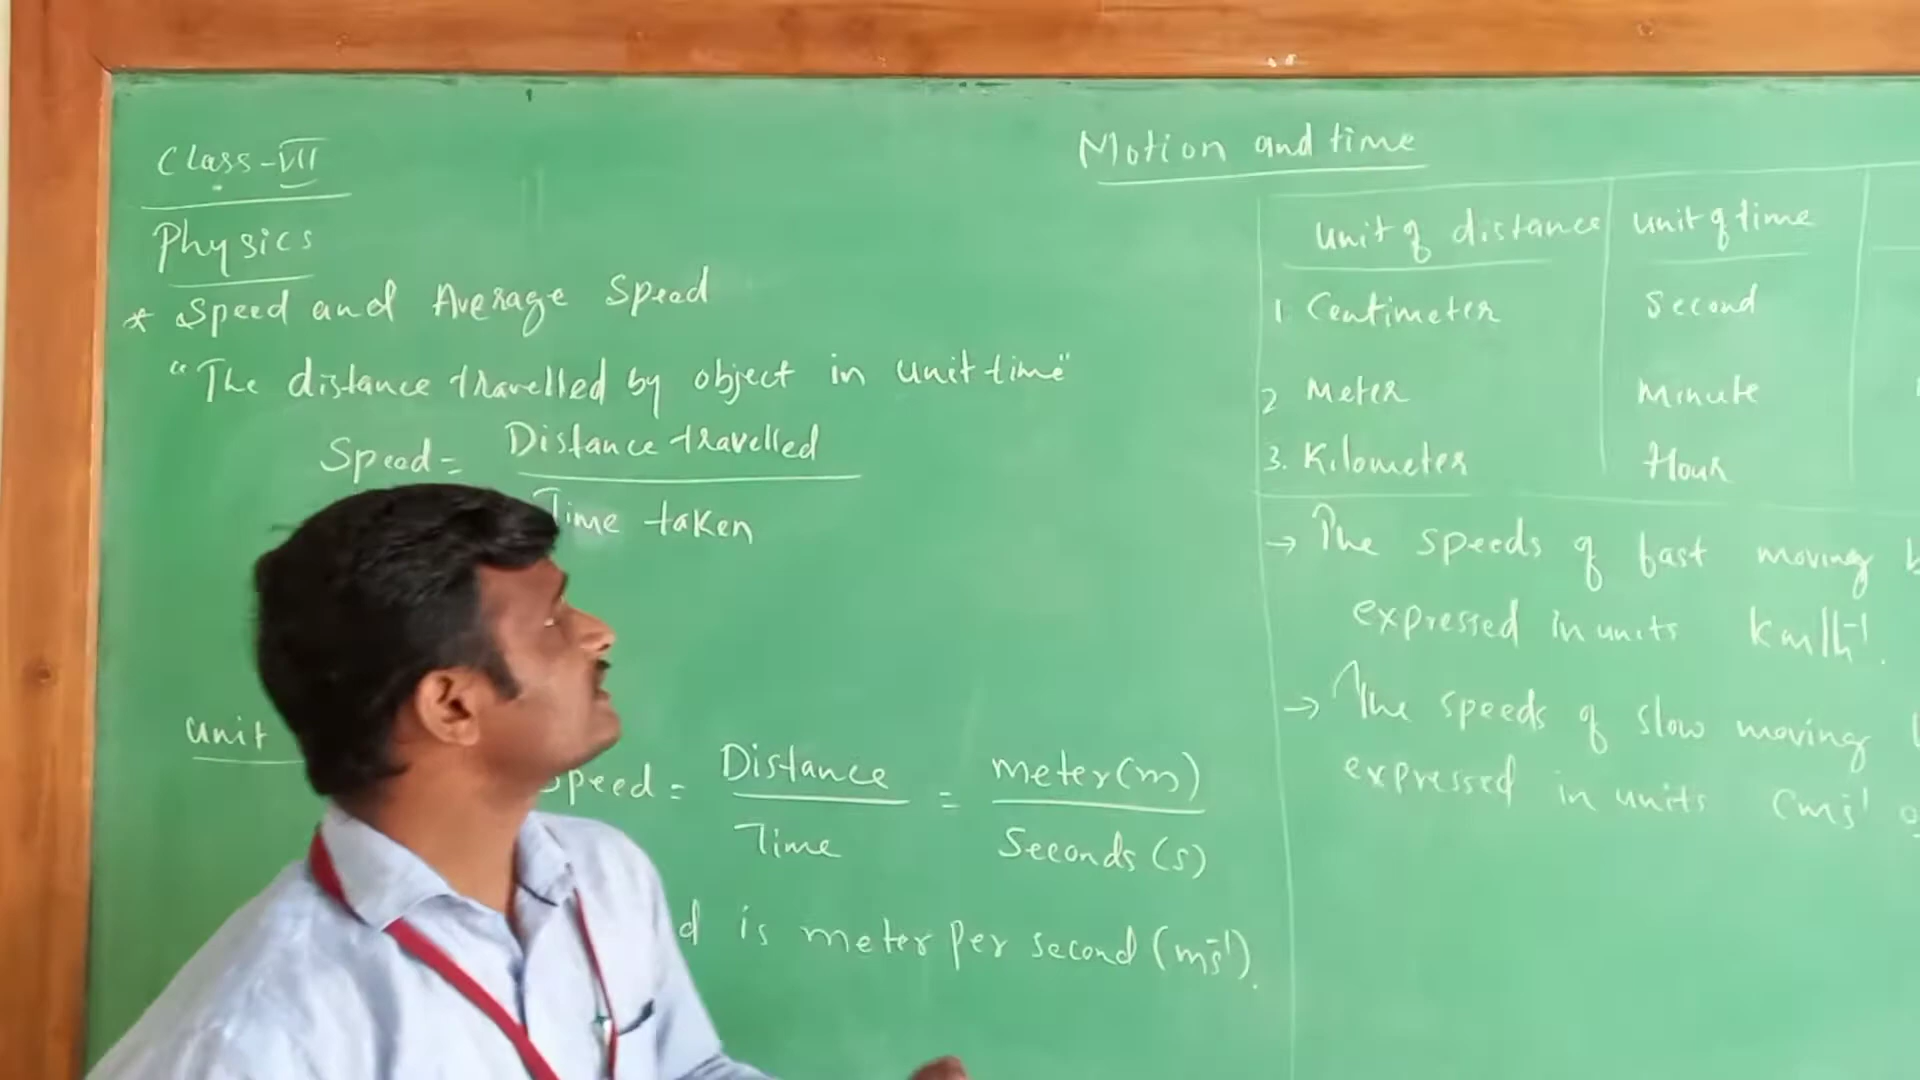 Class-VII
Physics
* Speed and Average Speed
"The distance travelled by object in unit time"
Speed = Distance travelled
Time taken
unit
Speed = Distance = meter(m)
Time Seconds (s)
d is meter per second (ms⁻¹).
Motion and time
unit of distance unit of time
1. Centimeter Second
2 Meter Minute
3. Kilometer Hour
→ The speeds of fast moving
expressed in units km/h⁻¹.
→ The speeds of slow moving
expressed in units cms⁻¹